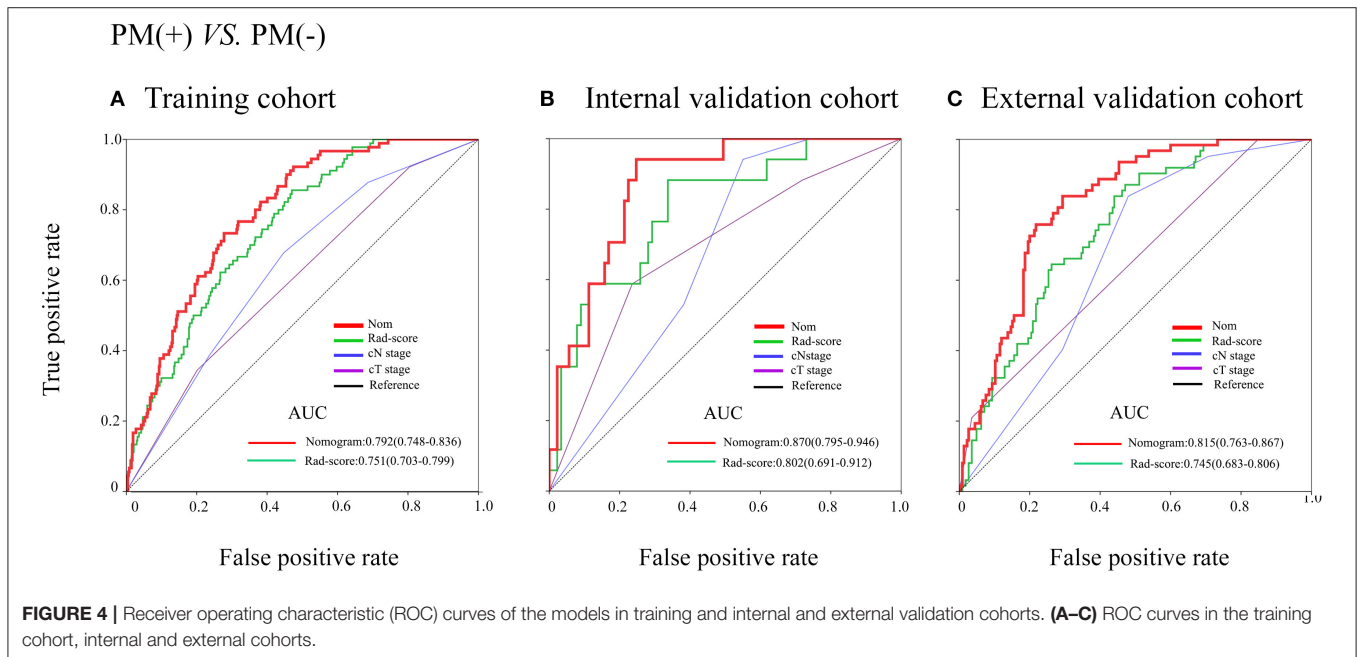 PM(+) VS. PM(-)
A Training cohort
B Internal validation cohort
C External validation cohort
True positive rate
1.0
0.8
0.6
0.4
0.2
0
0 0.2 0.4 0.6 0.8 1.0
Nom
Rad-score
cN stage
cT stage
Reference
AUC
Nomogram:0.792(0.748-0.836)
Rad-score:0.751(0.703-0.799)
False positive rate
0 0.2 0.4 0.6 0.8 1.0
Nom
Rad-score
cNstage
cT stage
Reference
AUC
Nomogram:0.870(0.795-0.946)
Rad-score:0.802(0.691-0.912)
False positive rate
0 0.2 0.4 0.6 0.8 1.0
Nom
Rad-score
cN stage
cT stage
Reference
AUC
Nomogram:0.815(0.763-0.867)
Rad-score:0.745(0.683-0.806)
False positive rate
FIGURE 4 | Receiver operating characteristic (ROC) curves of the models in training and internal and external validation cohorts. (A–C) ROC curves in the training
cohort, internal and external cohorts.